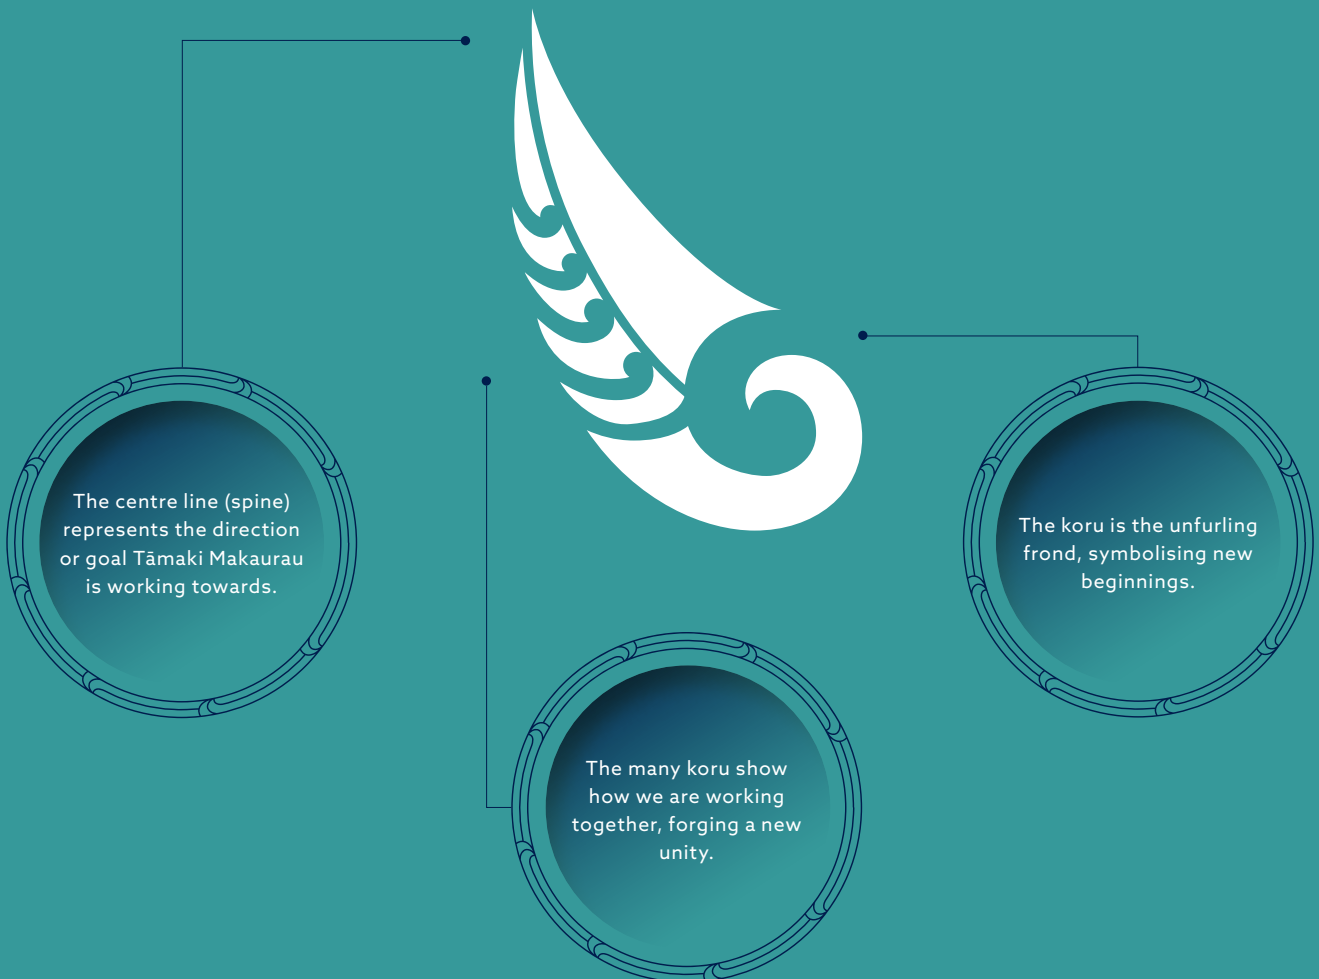 The centre line (spine)
represents the direction
or goal Tāmaki Makaurau
is working towards.
The many koru show
how we are working
together, forging a new
unity.
The koru is the unfurling
frond, symbolising new
beginnings.